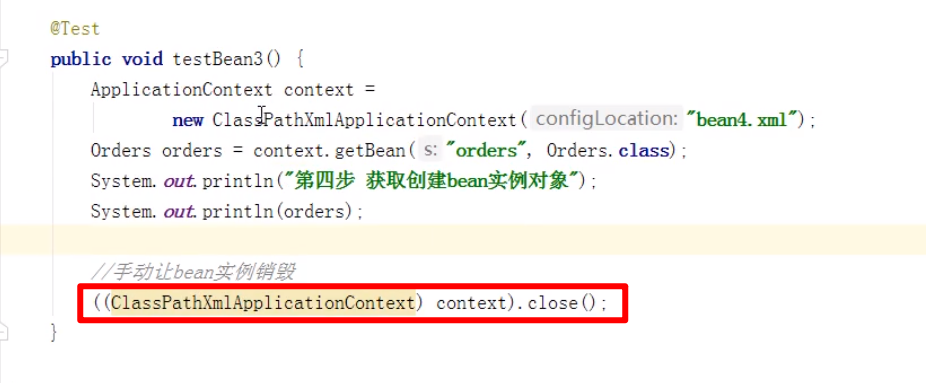 @Test
public void testBean3() {
ApplicationContext context =
new ClassPathXmlApplicationContext( configLocation: "bean4.xml");
Orders orders = context.getBean( s: "orders", Orders.class);
System.out.println("第四步 获取创建bean实例对象");
System.out.println(orders);
//手动让bean实例销毁
((ClassPathXmlApplicationContext) context).close();
}